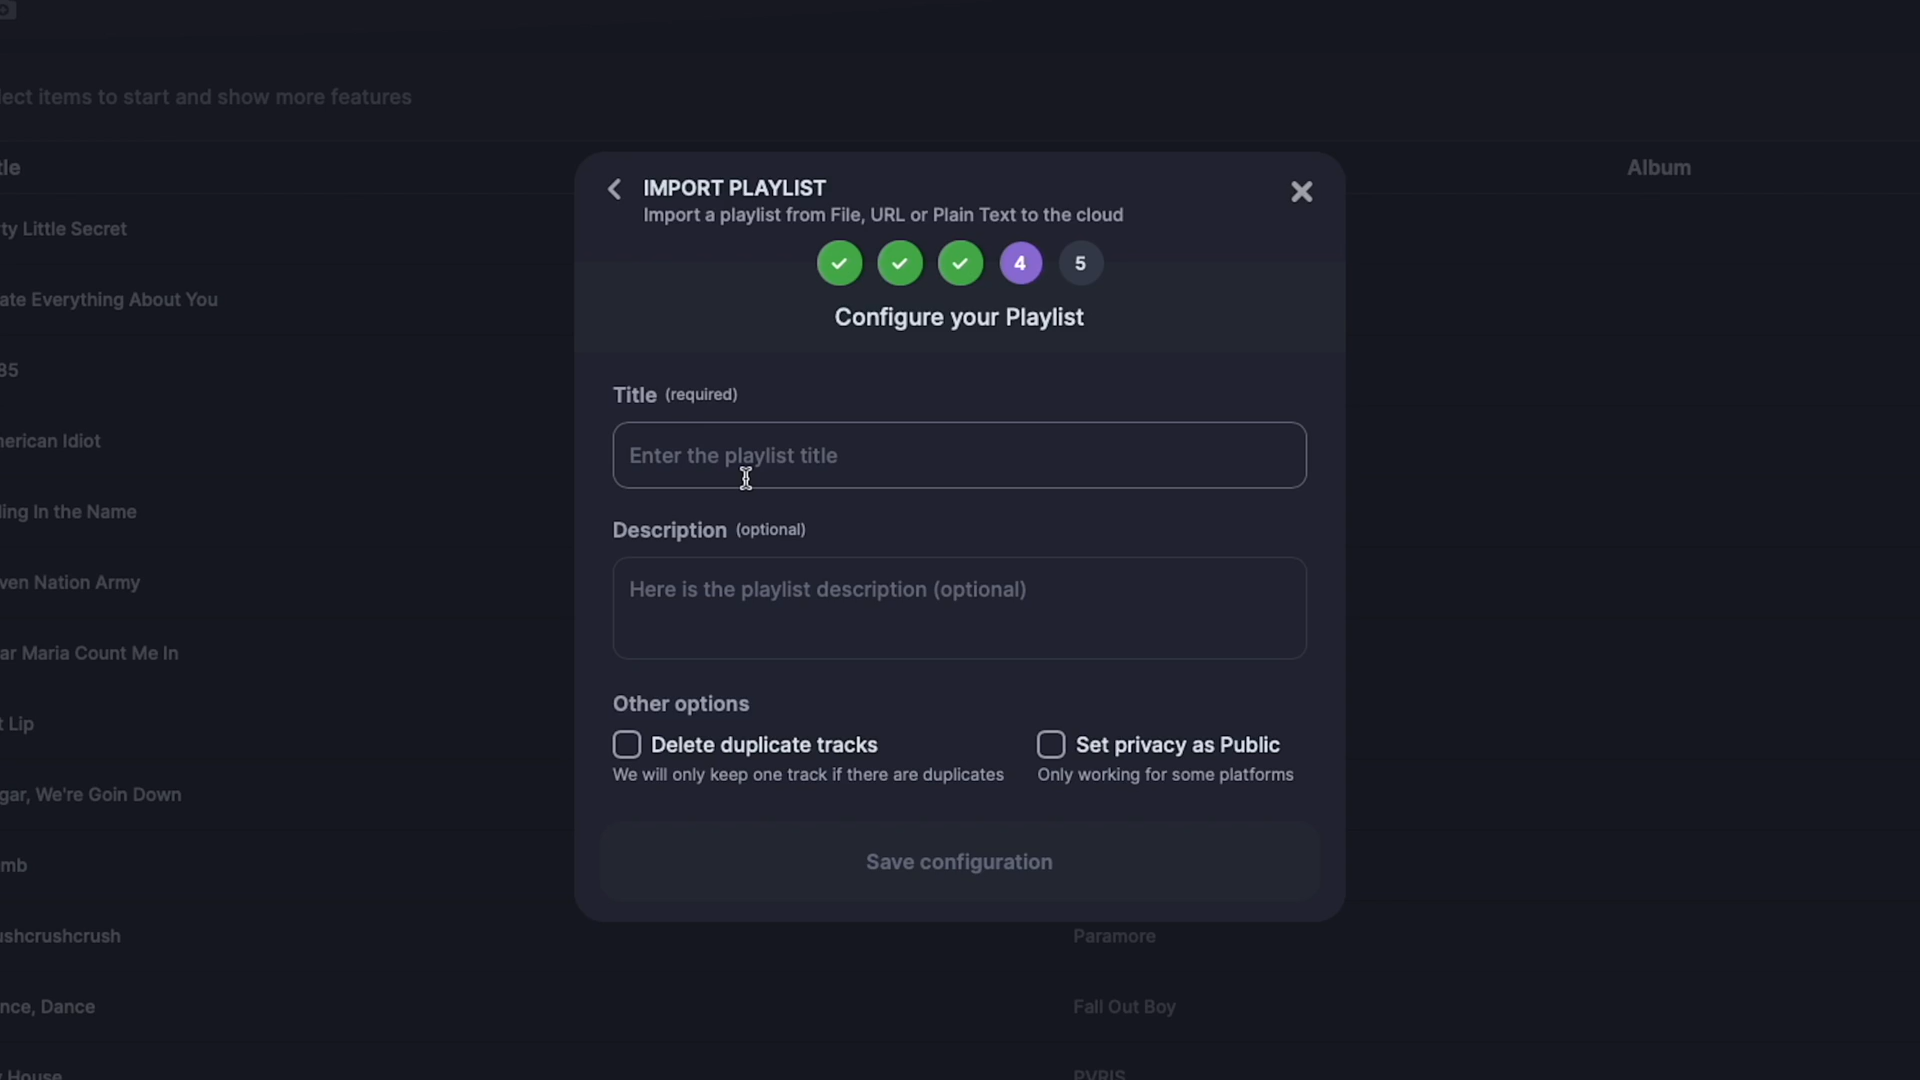 lect items to start and show more features
tle
Album
ty Little Secret
ate Everything About You
85
nerican Idiot
ling In the Name
ven Nation Army
ar Maria Count Me In
t Lip
gar, We're Goin Down
mb
ushcrushcrush
Paramore
nce, Dance
Fall Out Boy
y House
PVRIS
IMPORT PLAYLIST
Import a playlist from File, URL or Plain Text to the cloud
4 5
Configure your Playlist
Title (required)
Enter the playlist title
Description (optional)
Here is the playlist description (optional)
Other options
Delete duplicate tracks
We will only keep one track if there are duplicates
Set privacy as Public
Only working for some platforms
Save configuration